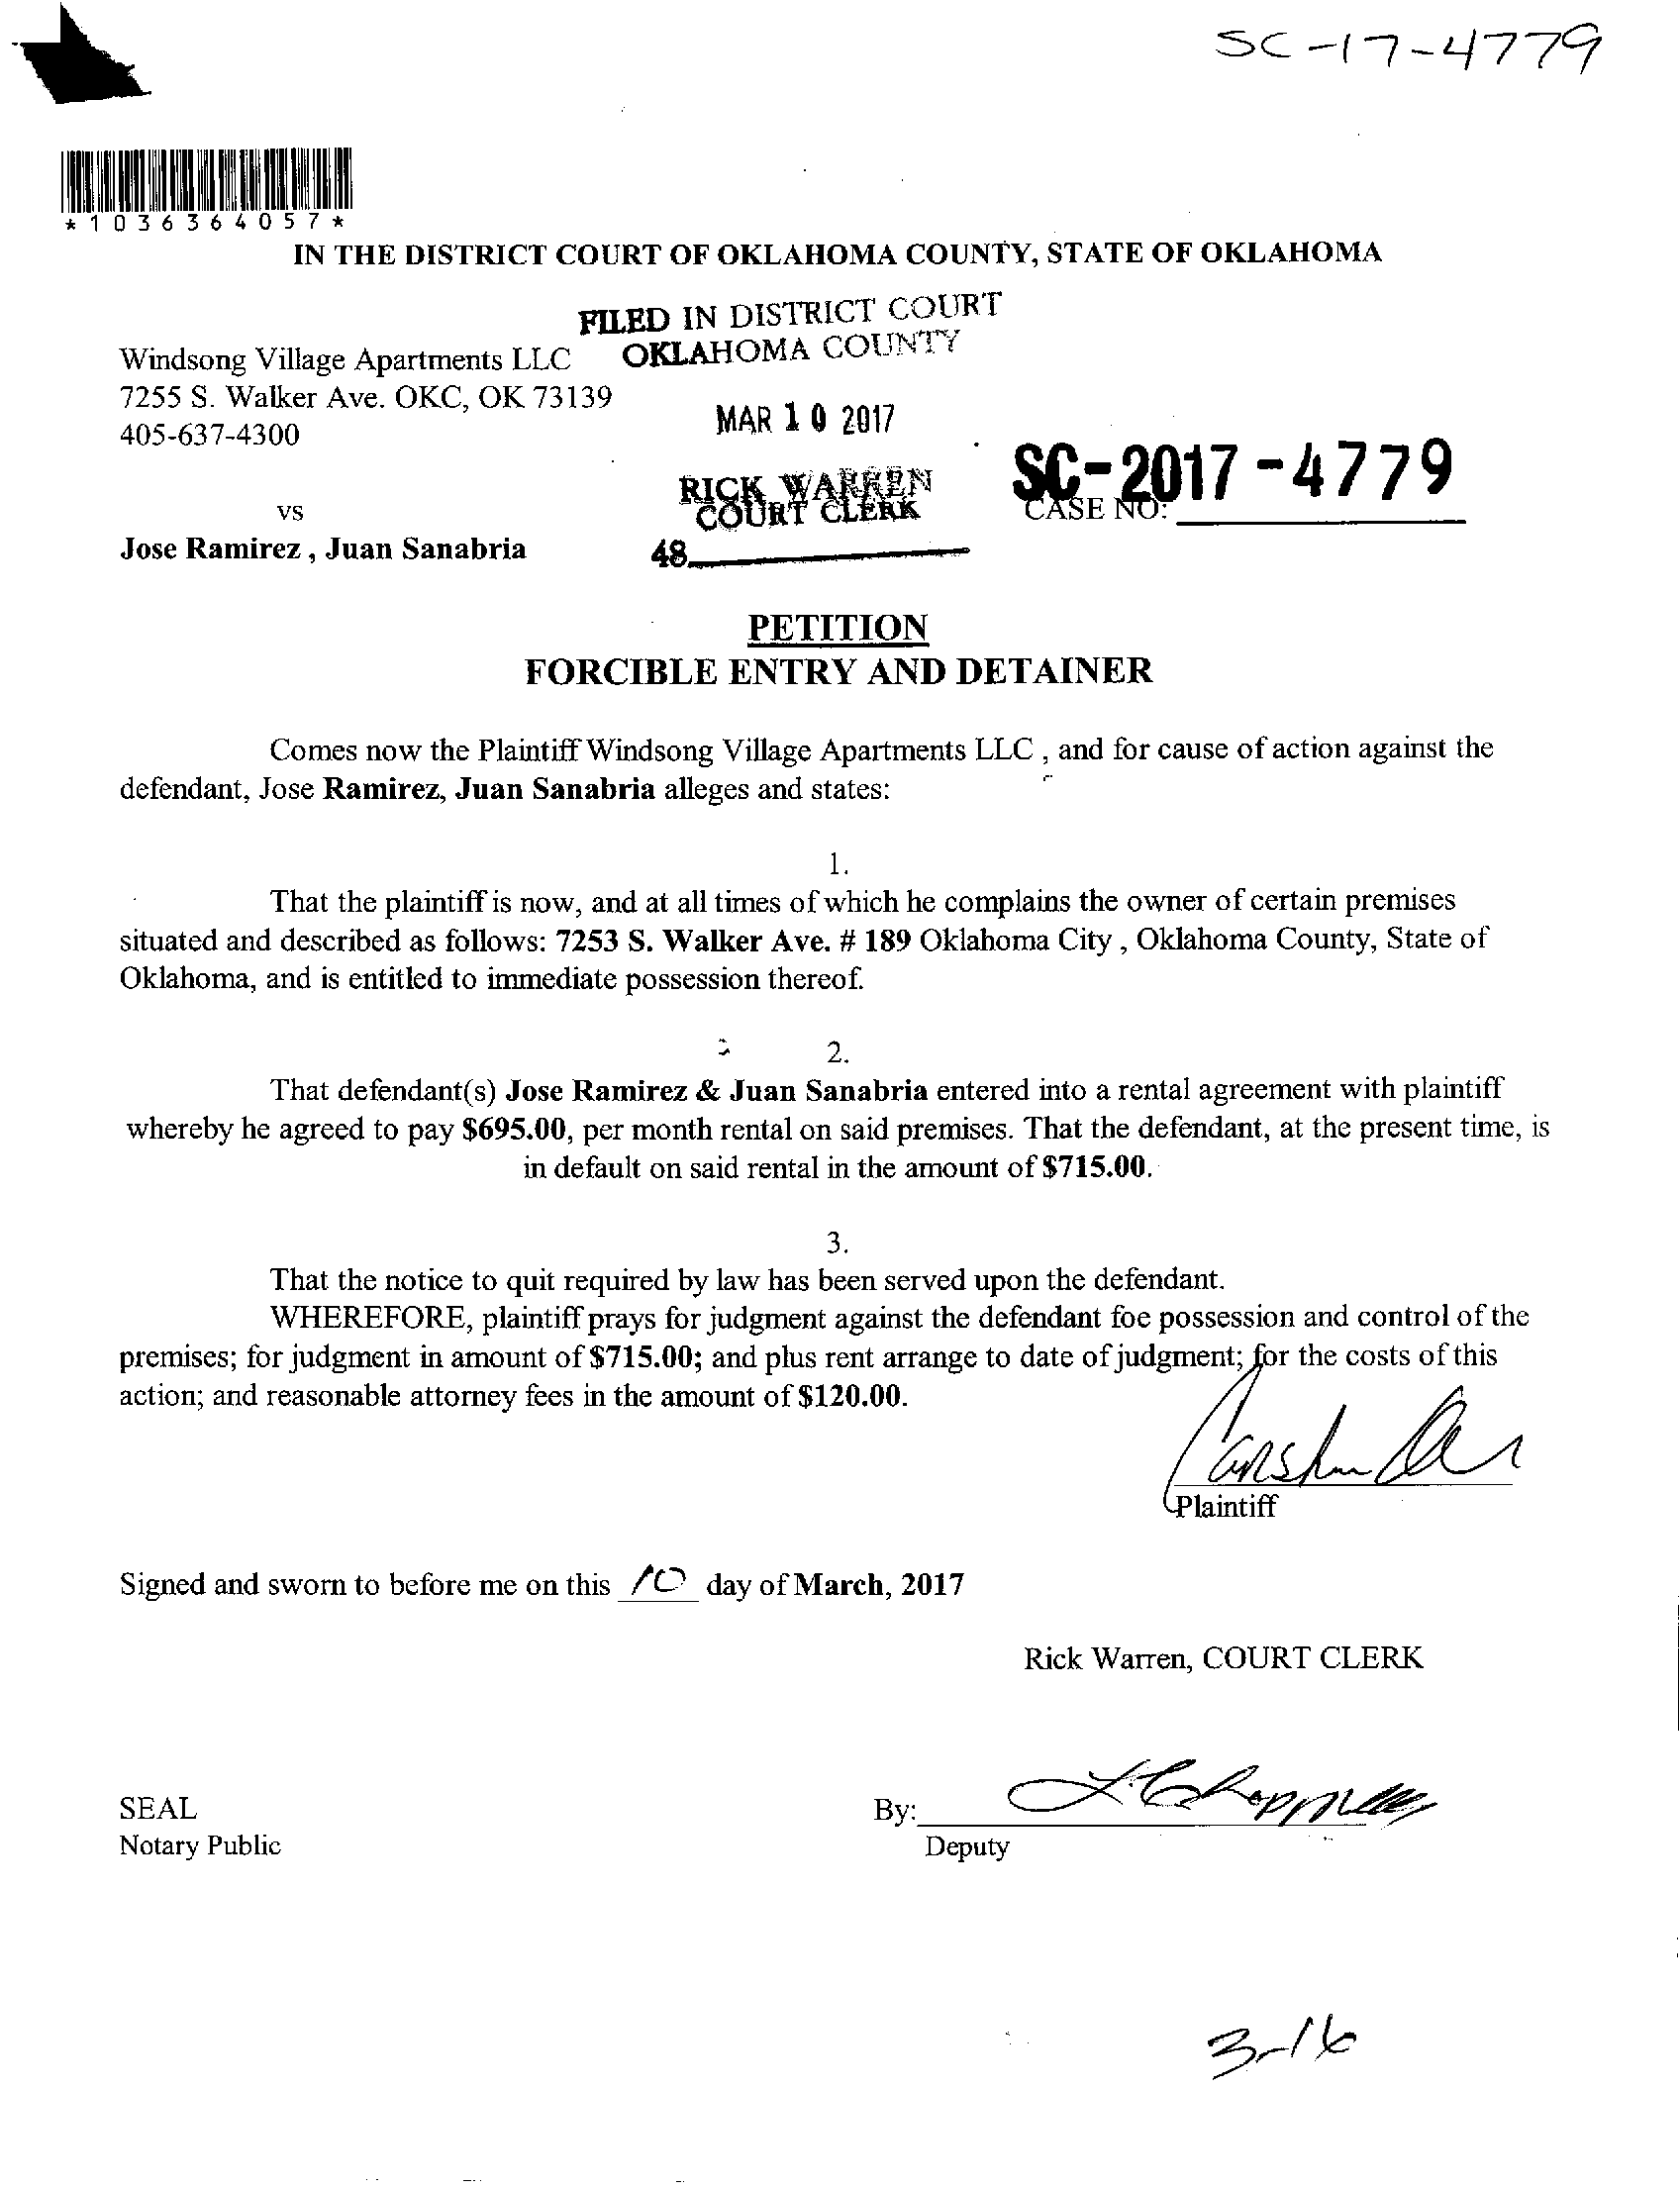 SC-17-4779
*1036364057*
IN THE DISTRICT COURT OF OKLAHOMA COUNTY, STATE OF OKLAHOMA
FILED IN DISTRICT COURT
OKLAHOMA COUNTY
Windsong Village Apartments LLC
7255 S. Walker Ave. OKC, OK 73139
405-637-4300
MAR 10 2017
RICK WARREN
COURT CLERK
SC-2017-4779
CASE NO:
vs
Jose Ramirez , Juan Sanabria
48
PETITION
FORCIBLE ENTRY AND DETAINER
Comes now the Plaintiff Windsong Village Apartments LLC , and for cause of action against the
defendant, Jose Ramirez, Juan Sanabria alleges and states:
1.
That the plaintiff is now, and at all times of which he complains the owner of certain premises
situated and described as follows: 7253 S. Walker Ave. # 189 Oklahoma City , Oklahoma County, State of
Oklahoma, and is entitled to immediate possession thereof.
2.
That defendant(s) Jose Ramirez & Juan Sanabria entered into a rental agreement with plaintiff
whereby he agreed to pay $695.00, per month rental on said premises. That the defendant, at the present time, is
in default on said rental in the amount of $715.00.
3.
That the notice to quit required by law has been served upon the defendant.
WHEREFORE, plaintiff prays for judgment against the defendant foe possession and control of the
premises; for judgment in amount of $715.00; and plus rent arrange to date of judgment; for the costs of this
action; and reasonable attorney fees in the amount of $120.00.
Plaintiff
Signed and sworn to before me on this 10 day of March, 2017
Rick Warren, COURT CLERK
SEAL
By:
Notary Public
Deputy
3-16